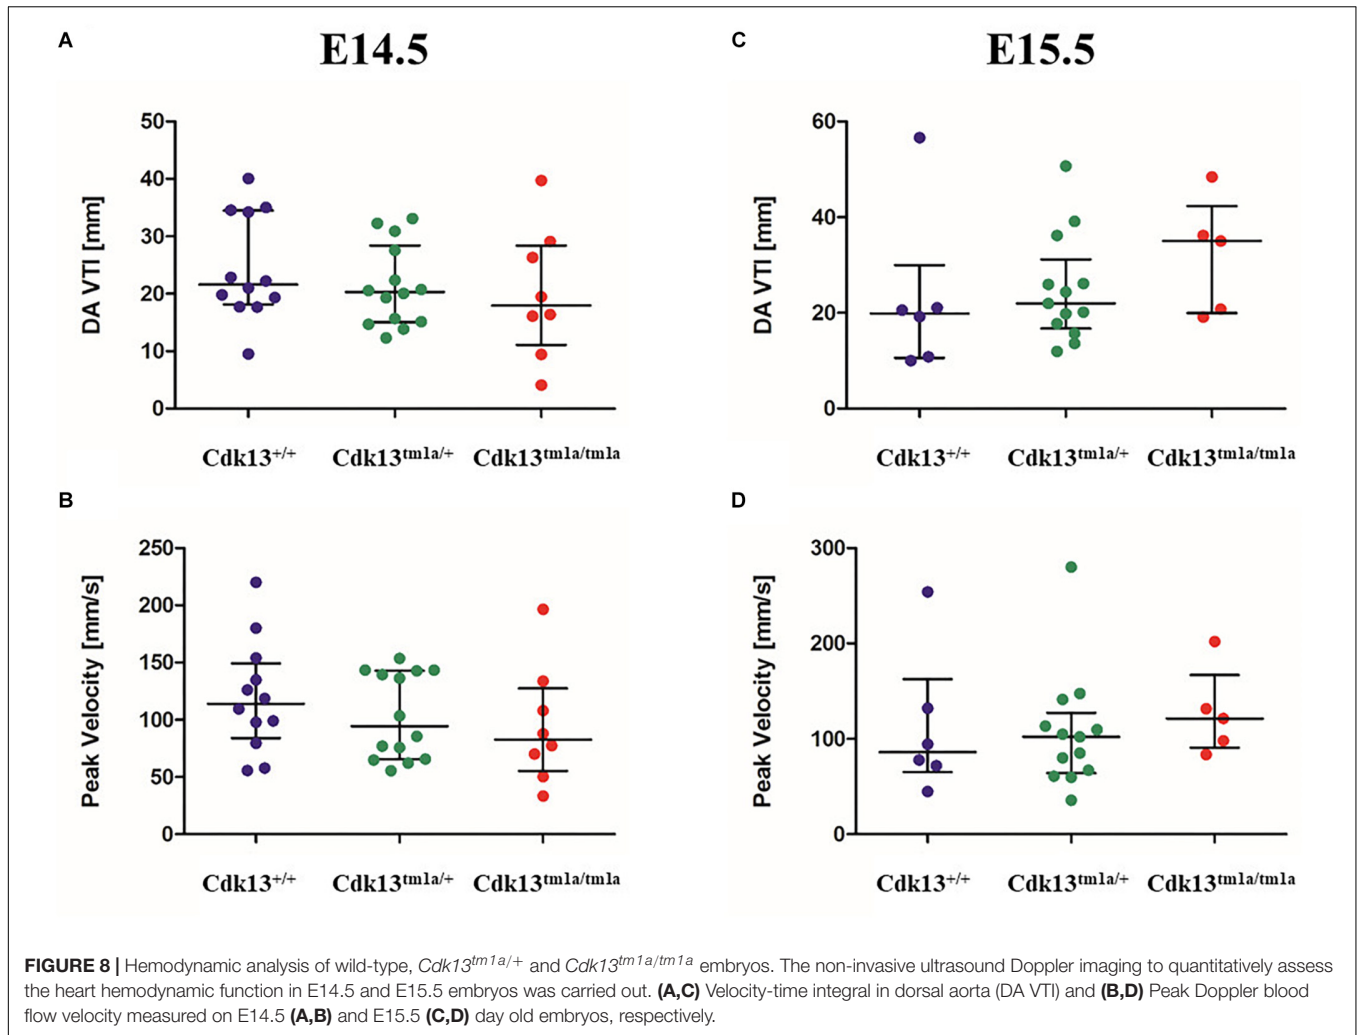 A
E14.5
50
40
30
20
10
0
DA VTI [mm]
Cdk13+/+ Cdk13tm1a/+ Cdk13tm1a/tm1a
C
E15.5
60
40
20
0
DA VTI [mm]
Cdk13+/+ Cdk13tm1a/+ Cdk13tm1a/tm1a
B
250
200
150
100
50
0
Peak Velocity [mm/s]
Cdk13+/+ Cdk13tm1a/+ Cdk13tm1a/tm1a
D
300
200
100
0
Peak Velocity [mm/s]
Cdk13+/+ Cdk13tm1a/+ Cdk13tm1a/tm1a
FIGURE 8 | Hemodynamic analysis of wild-type, Cdk13tm1a/+ and Cdk13tm1a/tm1a embryos. The non-invasive ultrasound Doppler imaging to quantitatively assess
the heart hemodynamic function in E14.5 and E15.5 embryos was carried out. (A,C) Velocity-time integral in dorsal aorta (DA VTI) and (B,D) Peak Doppler blood
flow velocity measured on E14.5 (A,B) and E15.5 (C,D) day old embryos, respectively.